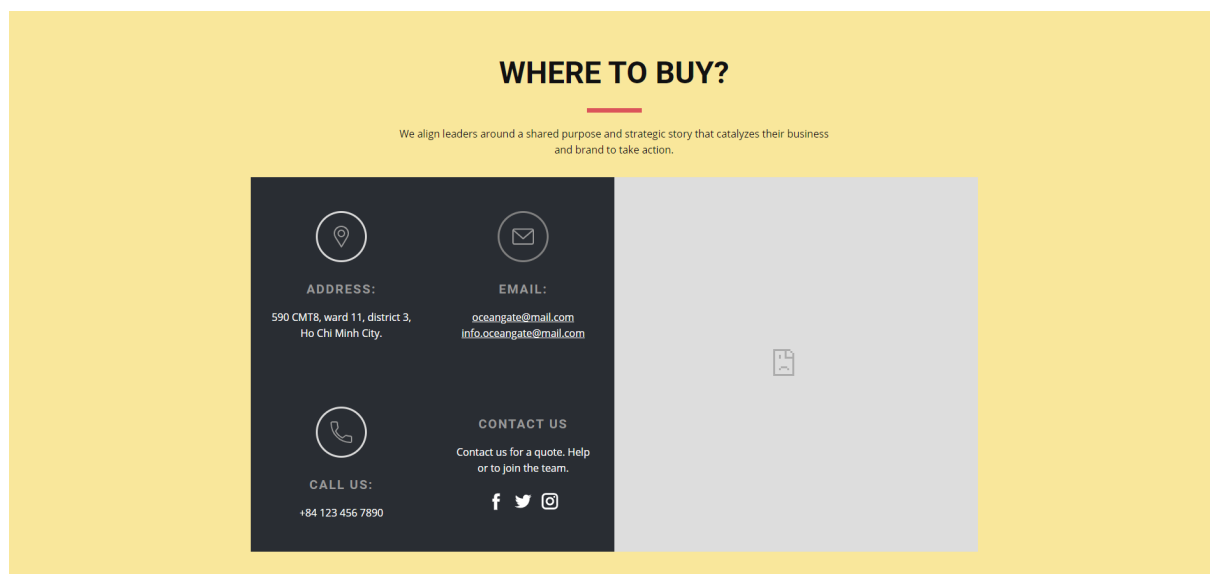 WHERE TO BUY?
We align leaders around a shared purpose and strategic story that catalyzes their business
and brand to take action.
ADDRESS:
590 CMT8, ward 11, district 3,
Ho Chi Minh City.
EMAIL:
oceangate@mail.com
info.oceangate@mail.com
CALL US:
+84 123 456 7890
CONTACT US
Contact us for a quote. Help
or to join the team.